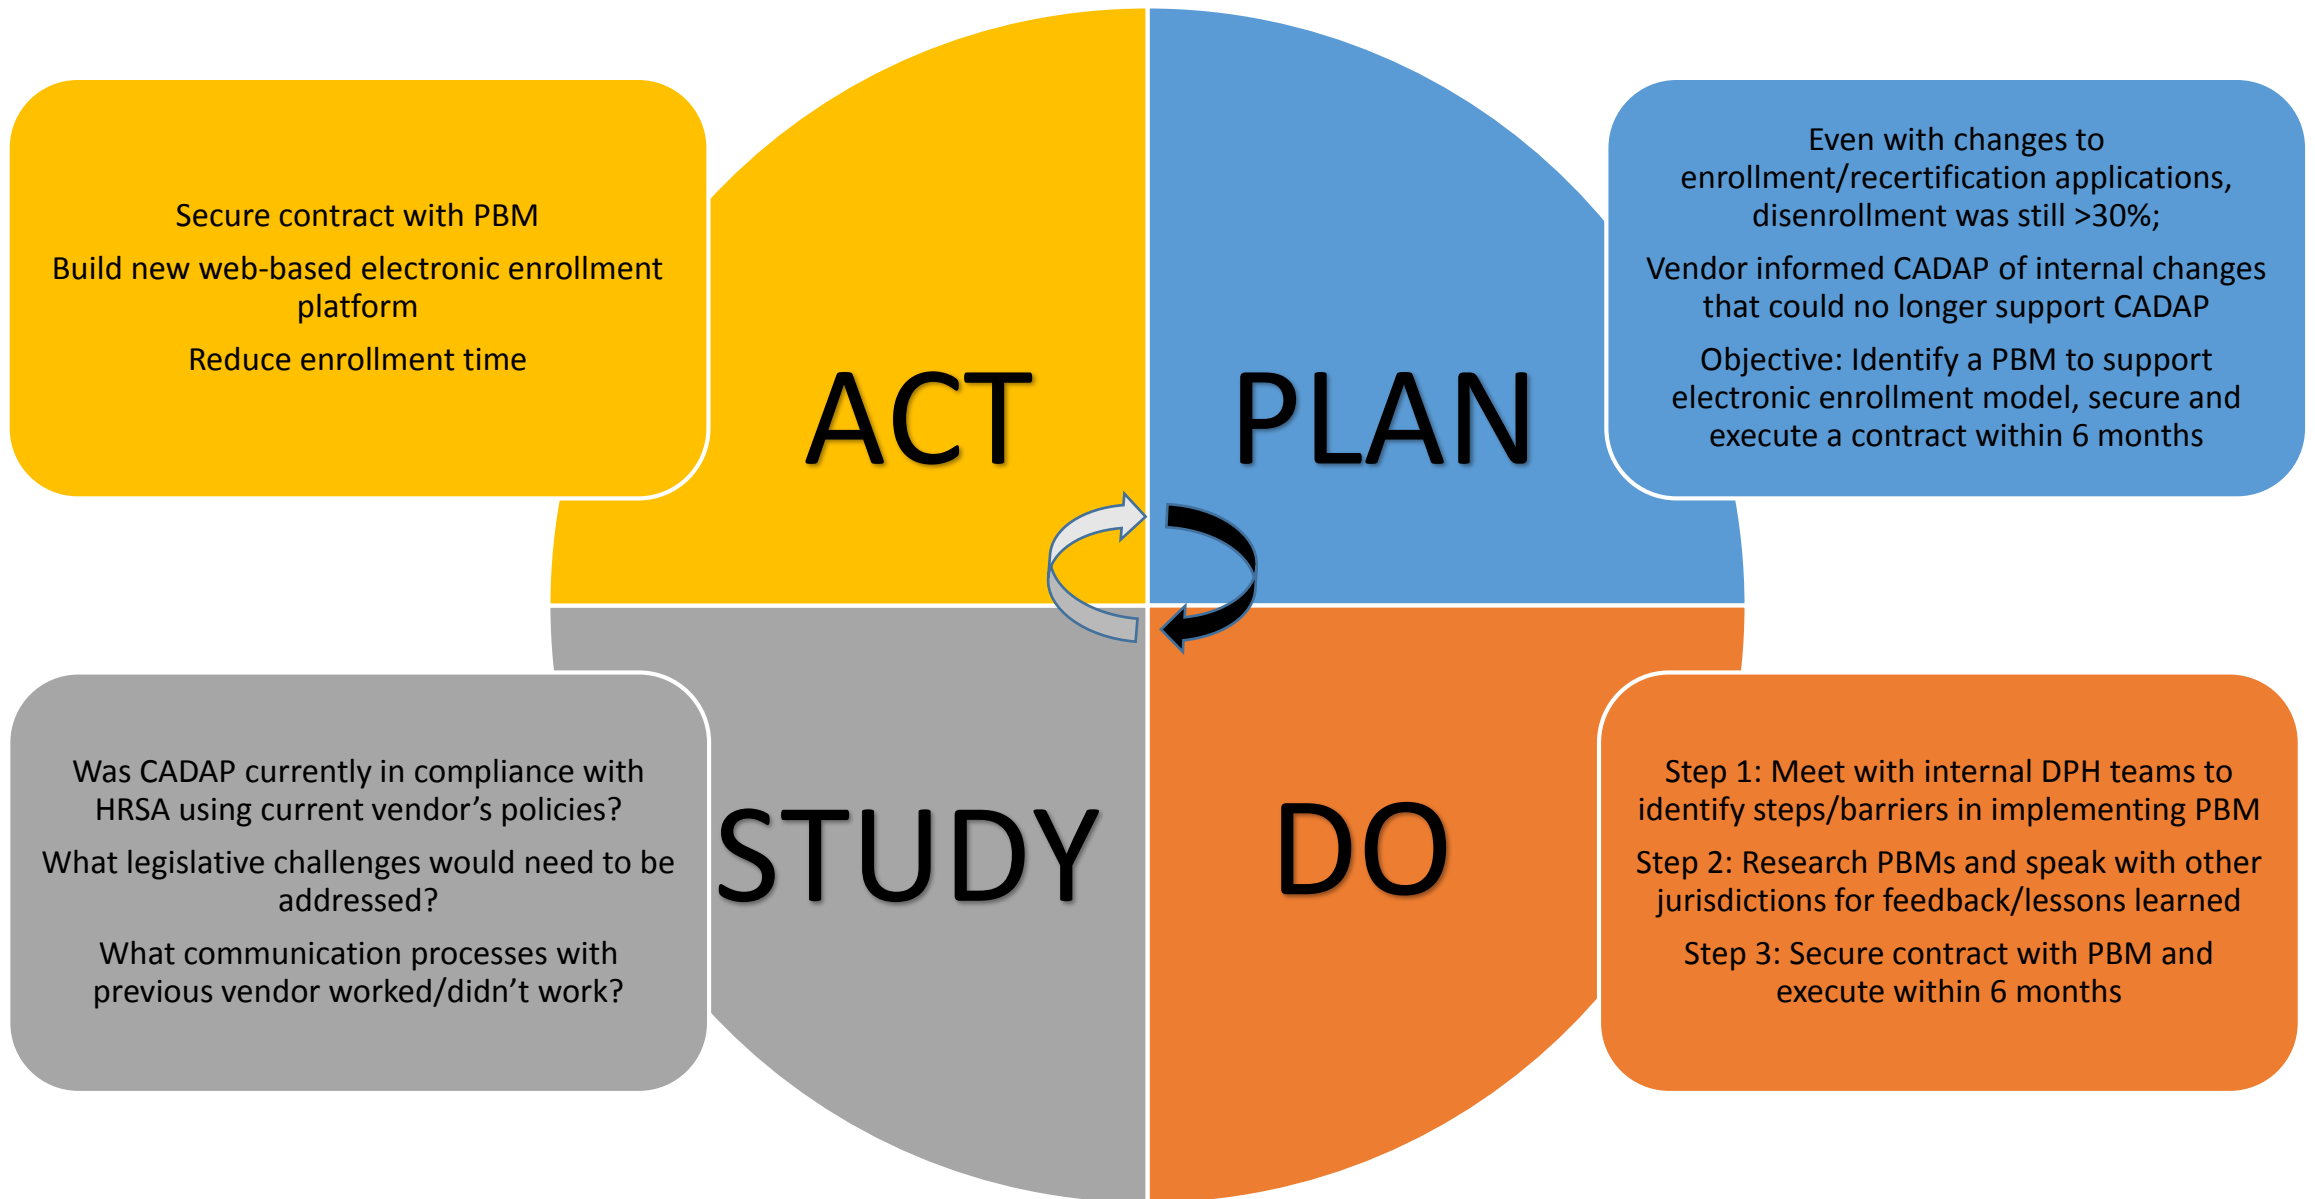 Secure contract with PBM
Build new web-based electronic enrollment
platform
Reduce enrollment time
ACT
PLAN
Even with changes to
enrollment/recertification applications,
disenrollment was still >30%;
Vendor informed CADAP of internal changes
that could no longer support CADAP
Objective: Identify a PBM to support
electronic enrollment model, secure and
execute a contract within 6 months
Was CADAP currently in compliance with
HRSA using current vendor’s policies?
What legislative challenges would need to be
addressed?
What communication processes with
previous vendor worked/didn’t work?
STUDY
DO
Step 1: Meet with internal DPH teams to
identify steps/barriers in implementing PBM
Step 2: Research PBMs and speak with other
jurisdictions for feedback/lessons learned
Step 3: Secure contract with PBM and
execute within 6 months